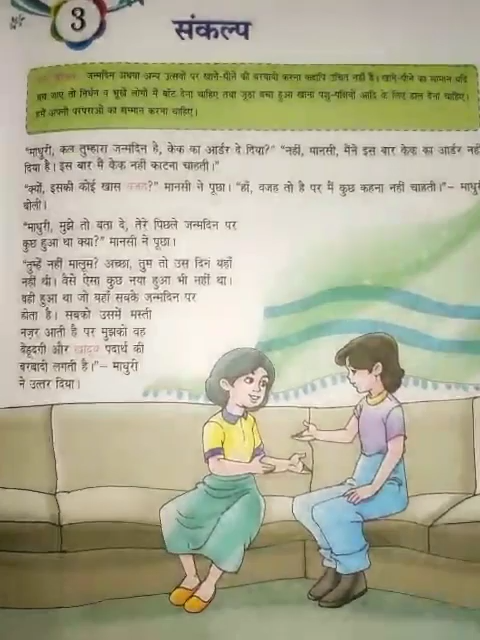 3
संकल्प
जन्मदिन अथवा अन्य उत्सवों पर खाने-पीने की बरबादी करना कदापि उचित नहीं है। खाने-पीने का सामान यदि
बच जाए तो निर्धन व भूखे लोगों में बाँट देना चाहिए तथा जूठा बचा हुआ खाना पशु-पक्षियों आदि के लिए डाल देना चाहिए।
हमें अपनी परंपराओं का सम्मान करना चाहिए।
"माधुरी, कल तुम्हारा जन्मदिन है, केक का आर्डर दे दिया?" "नहीं, मानसी, मैंने इस बार केक का आर्डर नहीं
दिया है। इस बार मैं केक नहीं काटना चाहती।"
"क्यों, इसकी कोई खास वजह?" मानसी ने पूछा। "हाँ, वजह तो है पर मैं कुछ कहना नहीं चाहती।"– माधुरी
बोली।
"माधुरी, मुझे तो बता दे, तेरे पिछले जन्मदिन पर
कुछ हुआ था क्या?" मानसी ने पूछा।
"तुम्हें नहीं मालूम? अच्छा, तुम तो उस दिन यहाँ
नहीं थी। वैसे ऐसा कुछ नया हुआ भी नहीं था।
वही हुआ था जो यहाँ सबके जन्मदिन पर
होता है। सबको उसमें मस्ती
नज़र आती है पर मुझको वह
बेहूदगी और खाद्य पदार्थ की
बरबादी लगती है।"– माधुरी
ने उत्तर दिया।